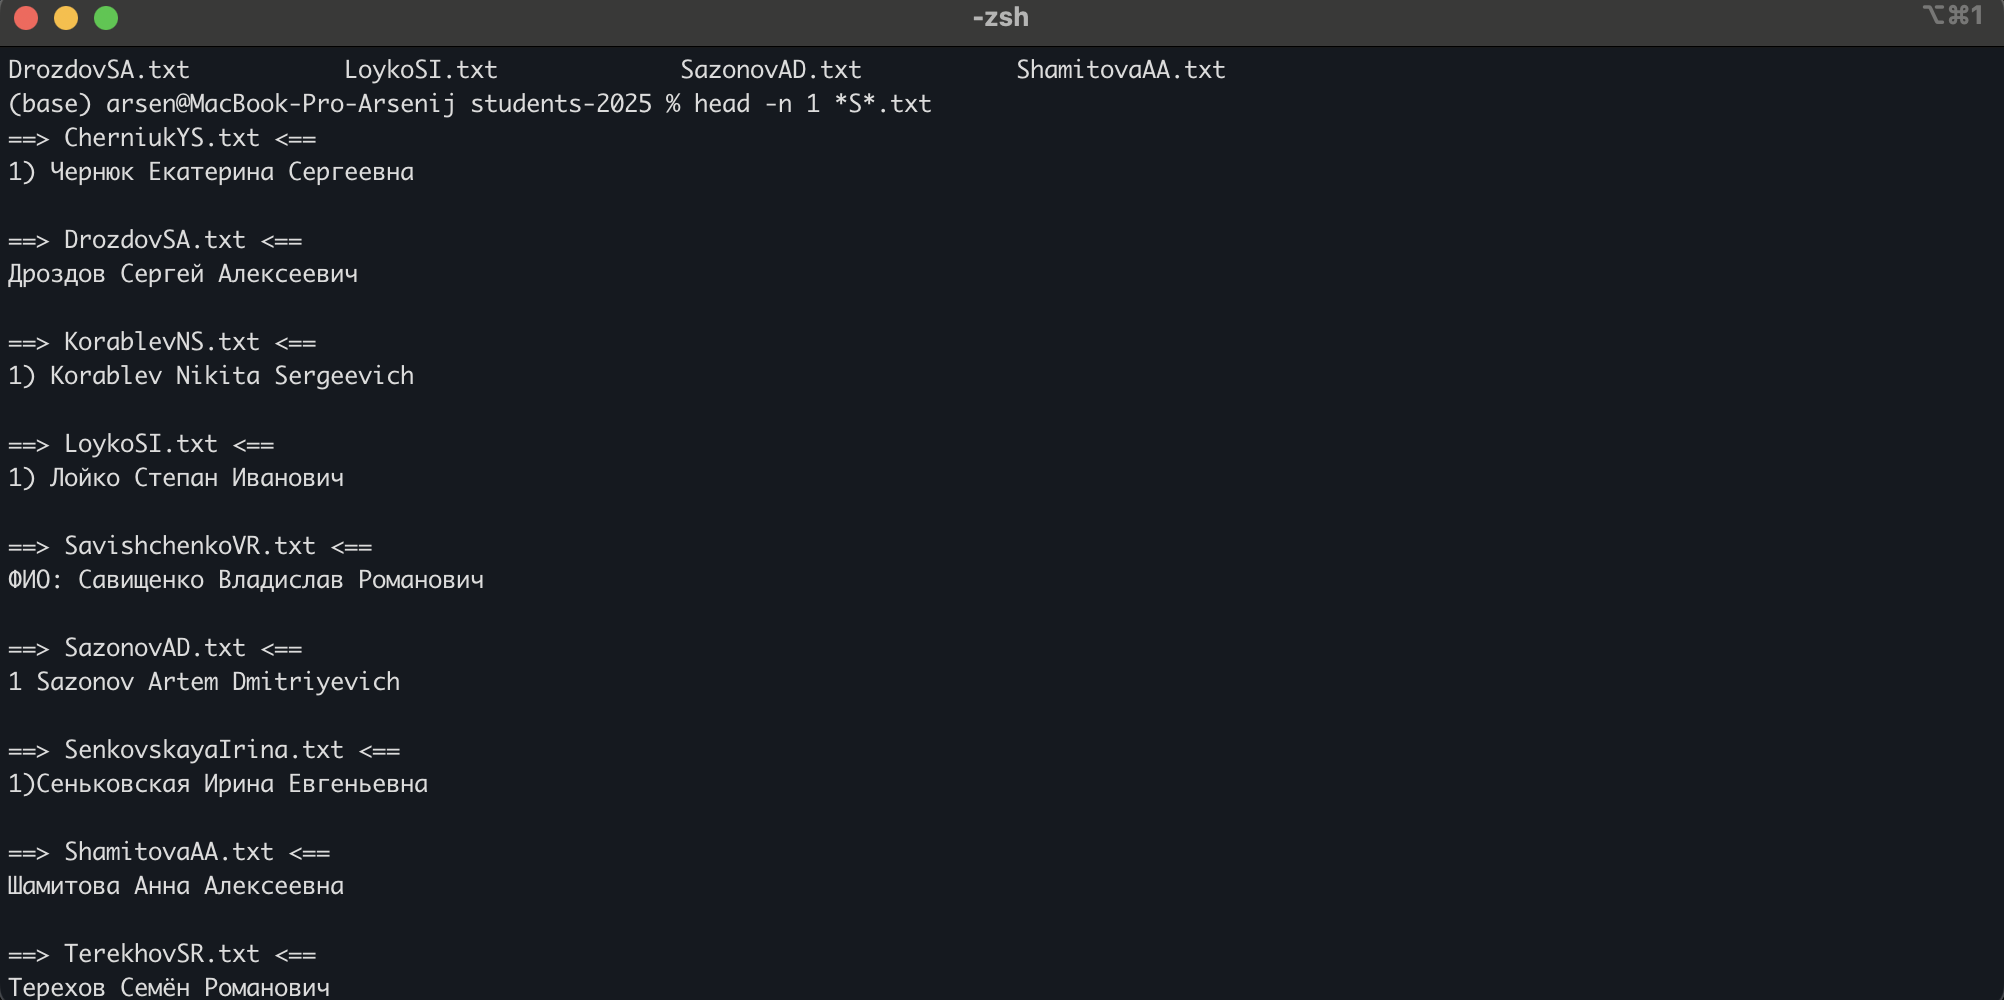 -zsh
⌥⌘1
DrozdovSA.txt LoykoSI.txt SazonovAD.txt ShamitovaAA.txt
(base) arsen@MacBook-Pro-Arsenij students-2025 % head -n 1 *S*.txt
==> CherniukYS.txt <==
1) Чернюк Екатерина Сергеевна
==> DrozdovSA.txt <==
Дроздов Сергей Алексеевич
==> KorablevNS.txt <==
1) Korablev Nikita Sergeevich
==> LoykoSI.txt <==
1) Лойко Степан Иванович
==> SavishchenkoVR.txt <==
ФИО: Савищенко Владислав Романович
==> SazonovAD.txt <==
1 Sazonov Artem Dmitriyevich
==> SenkovskayaIrina.txt <==
1)Сеньковская Ирина Евгеньевна
==> ShamitovaAA.txt <==
Шамитова Анна Алексеевна
==> TerekhovSR.txt <==
Терехов Семён Романович